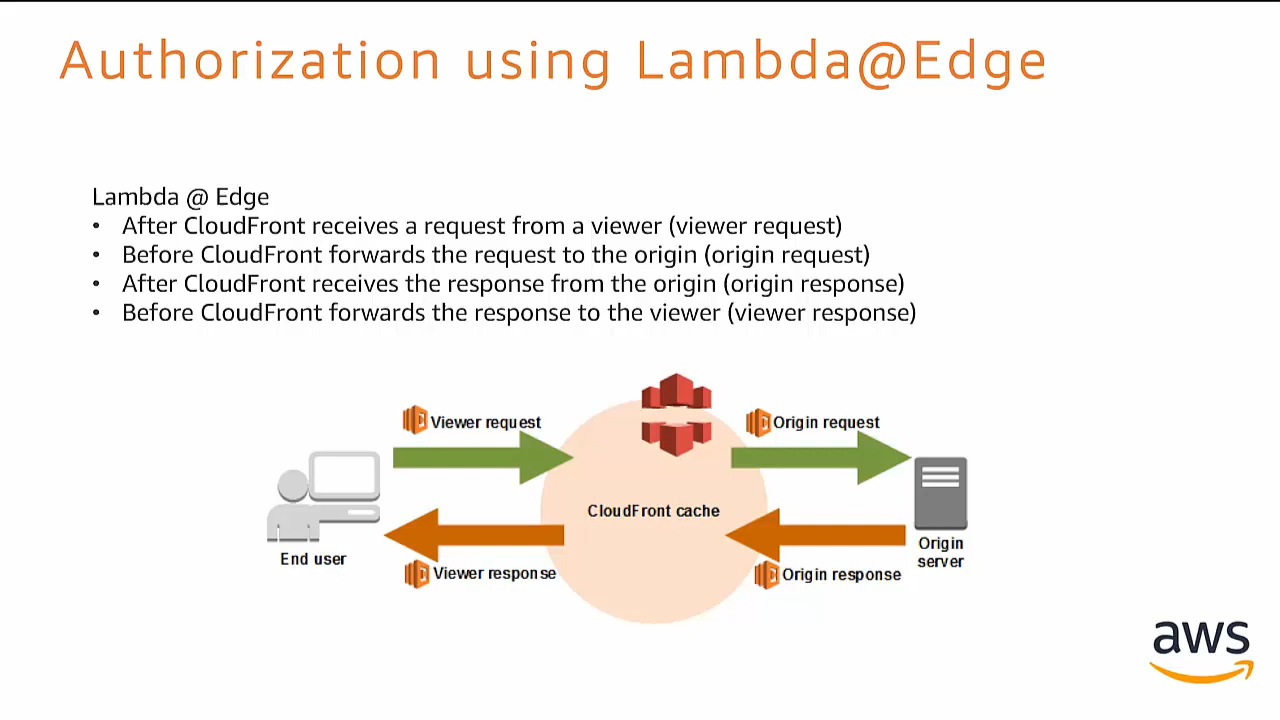 Authorization using Lambda@Edge
Lambda @ Edge
• After CloudFront receives a request from a viewer (viewer request)
• Before CloudFront forwards the request to the origin (origin request)
• After CloudFront receives the response from the origin (origin response)
• Before CloudFront forwards the response to the viewer (viewer response)
Viewer request
Origin request
CloudFront cache
End user
Origin
server
Viewer response
Origin response
aws